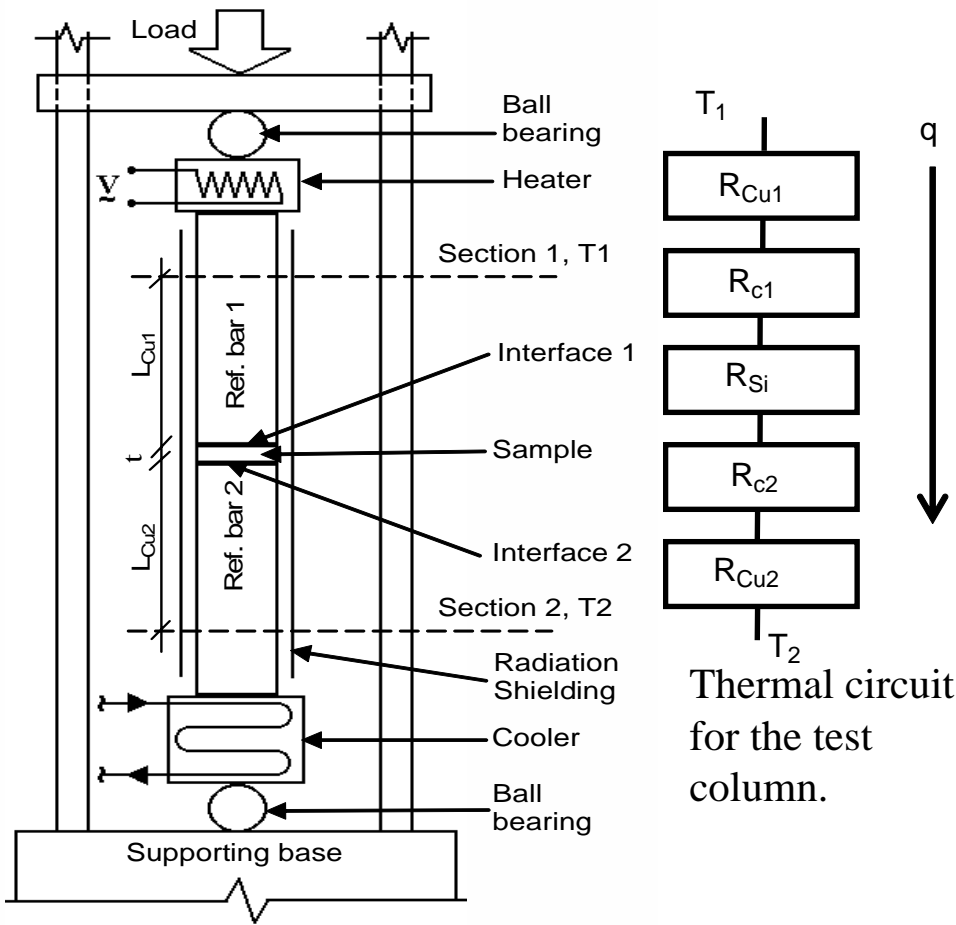 Load
Ball
bearing
V
~
Heater
Section 1, T1
L_Cu1
Ref. bar 1
Interface 1
t
Sample
L_Cu2
Ref. bar 2
Interface 2
Section 2, T2
Radiation
Shielding
Cooler
Ball
bearing
Supporting base
T_1
q
R_Cu1
R_c1
R_Si
R_c2
R_Cu2
T_2
Thermal circuit
for the test
column.